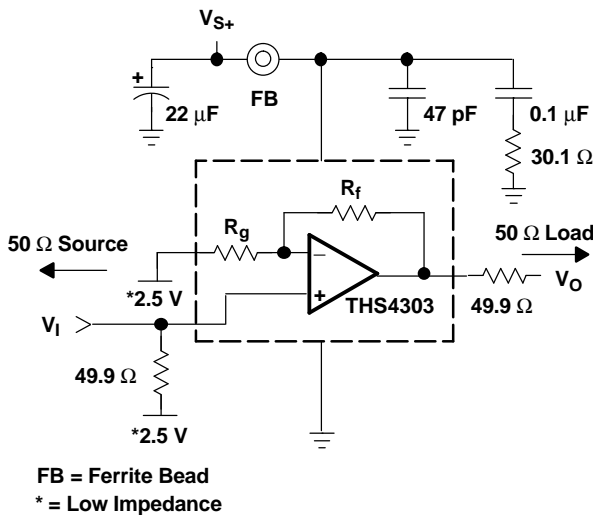 VS+
+
22 μF
FB
47 pF
0.1 μF
30.1 Ω
Rf
Rg
50 Ω Source
50 Ω Load
−
*2.5 V
+
THS4303
VO
VI
49.9 Ω
49.9 Ω
*2.5 V
FB = Ferrite Bead
* = Low Impedance